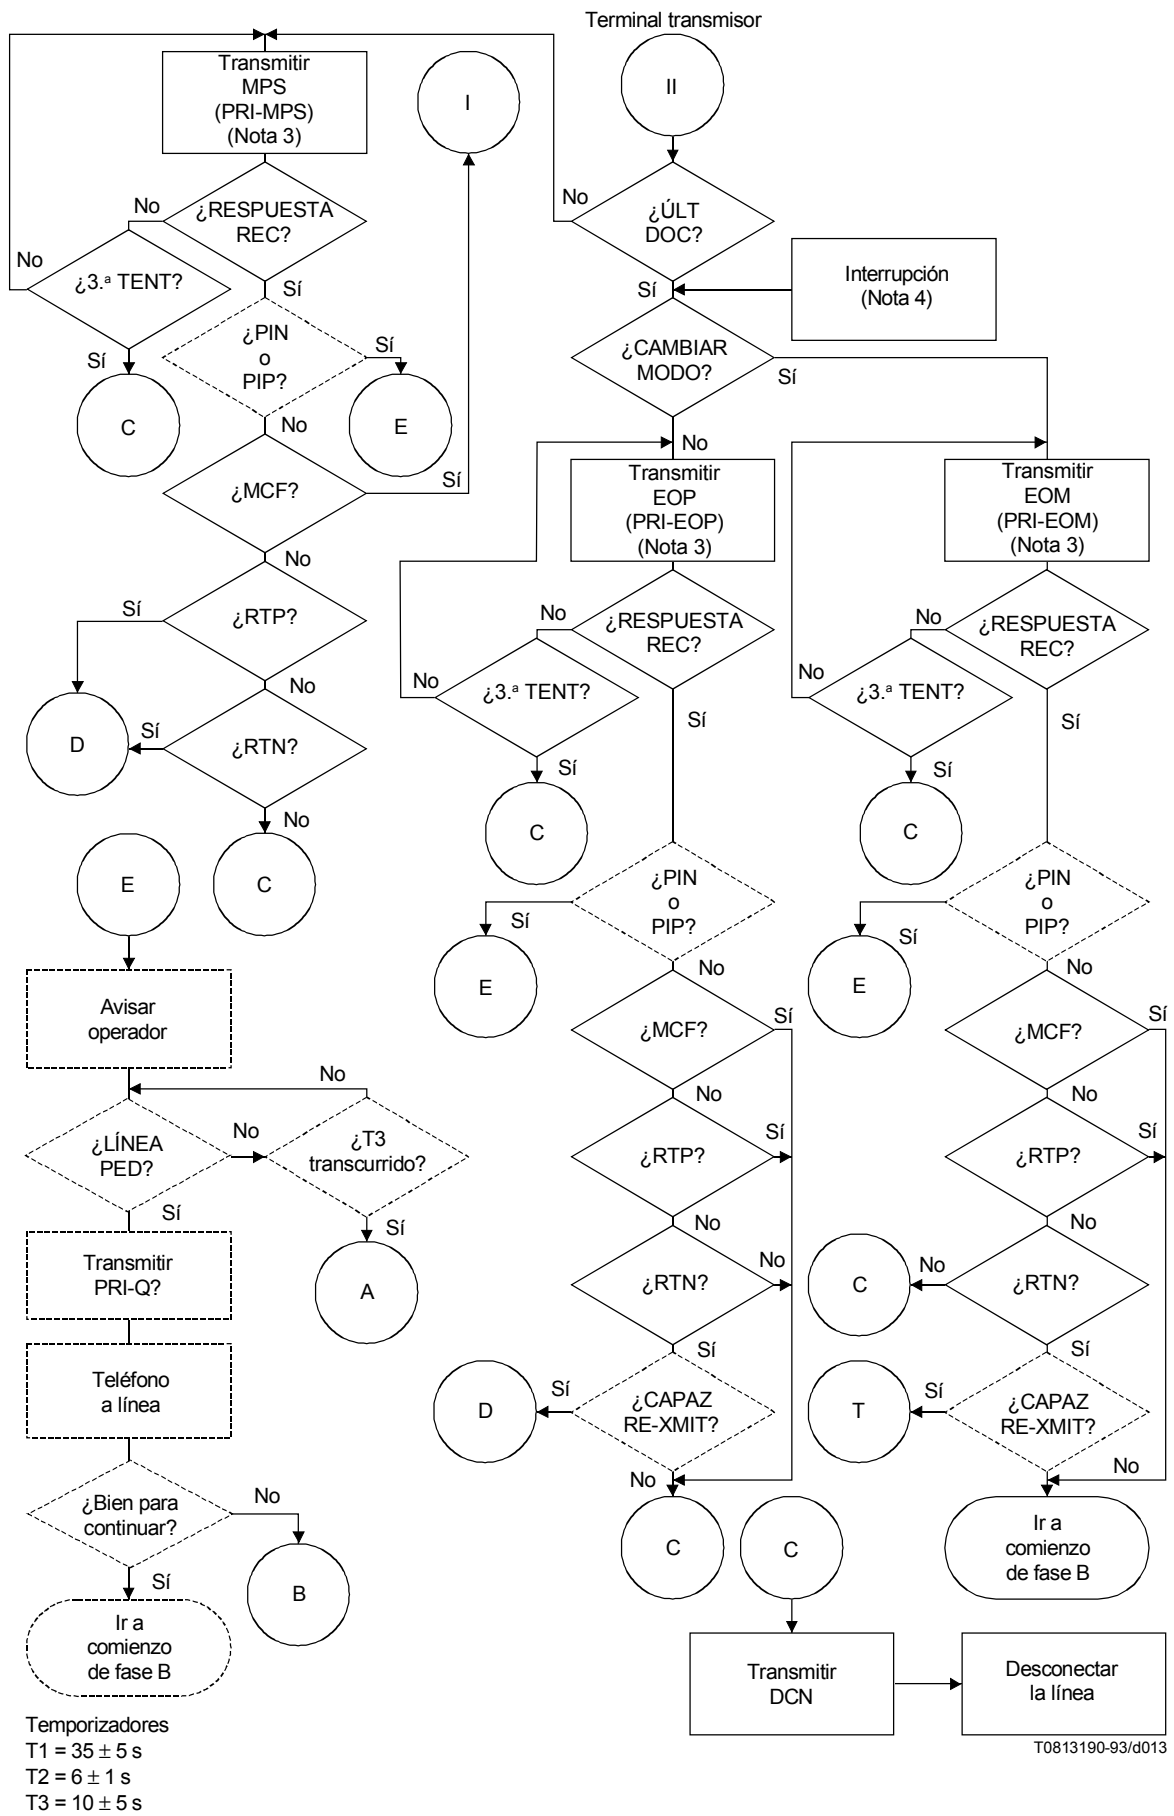 Terminal transmisor
II
Transmitir
MPS
(PRI-MPS)
(Nota 3)
I
No
¿ÚLT
DOC?
Sí
Interrupción
(Nota 4)
No
¿RESPUESTA
REC?
Sí
No
¿3.ª TENT?
Sí
C
¿PIN
o
PIP?
Sí
E
No
¿MCF?
Sí
No
¿RTP?
Sí
No
D
¿RTN?
Sí
No
C
¿CAMBIAR
MODO?
Sí
No
Transmitir
EOP
(PRI-EOP)
(Nota 3)
No
¿RESPUESTA
REC?
Sí
No
¿3.ª TENT?
Sí
C
¿PIN
o
PIP?
Sí
E
No
¿MCF?
Sí
No
¿RTP?
Sí
No
¿RTN?
No
Sí
¿CAPAZ
RE-XMIT?
Sí
D
No
C
Transmitir
EOM
(PRI-EOM)
(Nota 3)
No
¿RESPUESTA
REC?
Sí
No
¿3.ª TENT?
Sí
C
¿PIN
o
PIP?
Sí
E
No
¿MCF?
Sí
No
¿RTP?
Sí
No
¿RTN?
No
C
Sí
¿CAPAZ
RE-XMIT?
Sí
T
No
Ir a
comienzo
de fase B
E
Avisar
operador
¿LÍNEA
PED?
No
¿T3
transcurrido?
No
Sí
A
Sí
Transmitir
PRI-Q?
Teléfono
a línea
¿Bien para
continuar?
No
B
Sí
Ir a
comienzo
de fase B
C
Transmitir
DCN
Desconectar
la línea
Temporizadores
T1 = 35 ± 5 s
T2 = 6 ± 1 s
T3 = 10 ± 5 s
T0813190-93/d013